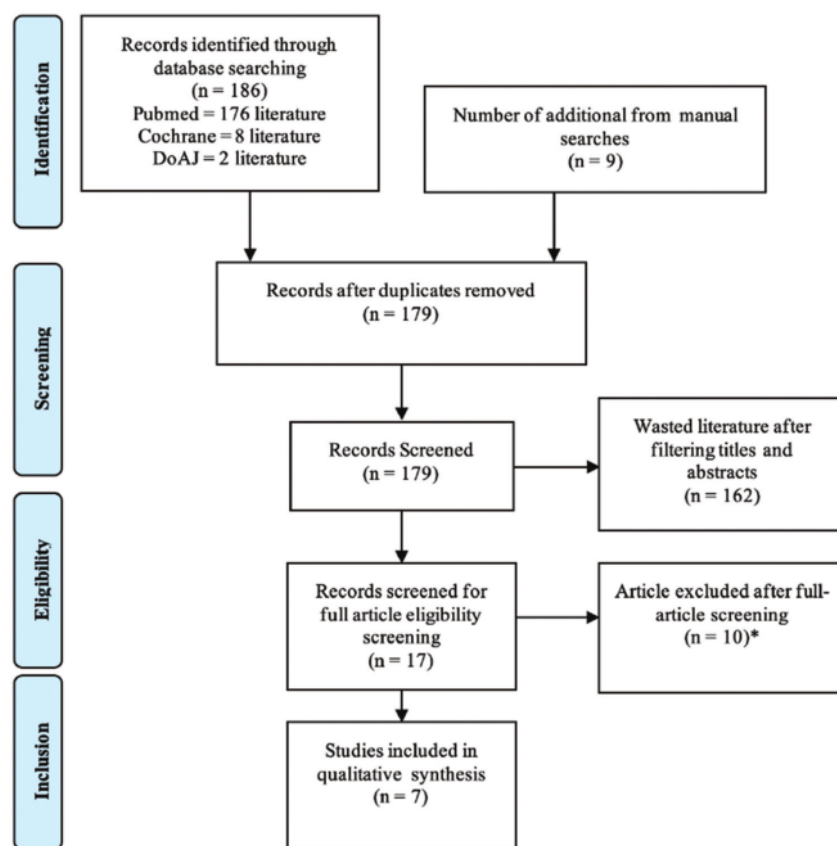 Identification
Records identified through
database searching
(n = 186)
Pubmed = 176 literature
Cochrane = 8 literature
DoAJ = 2 literature
Number of additional from manual
searches
(n = 9)
Screening
Records after duplicates removed
(n = 179)
Records Screened
(n = 179)
Wasted literature after
filtering titles and
abstracts
(n = 162)
Eligibility
Records screened for
full article eligibility
screening
(n = 17)
Article excluded after full-
article screening
(n = 10)*
Inclusion
Studies included in
qualitative synthesis
(n = 7)